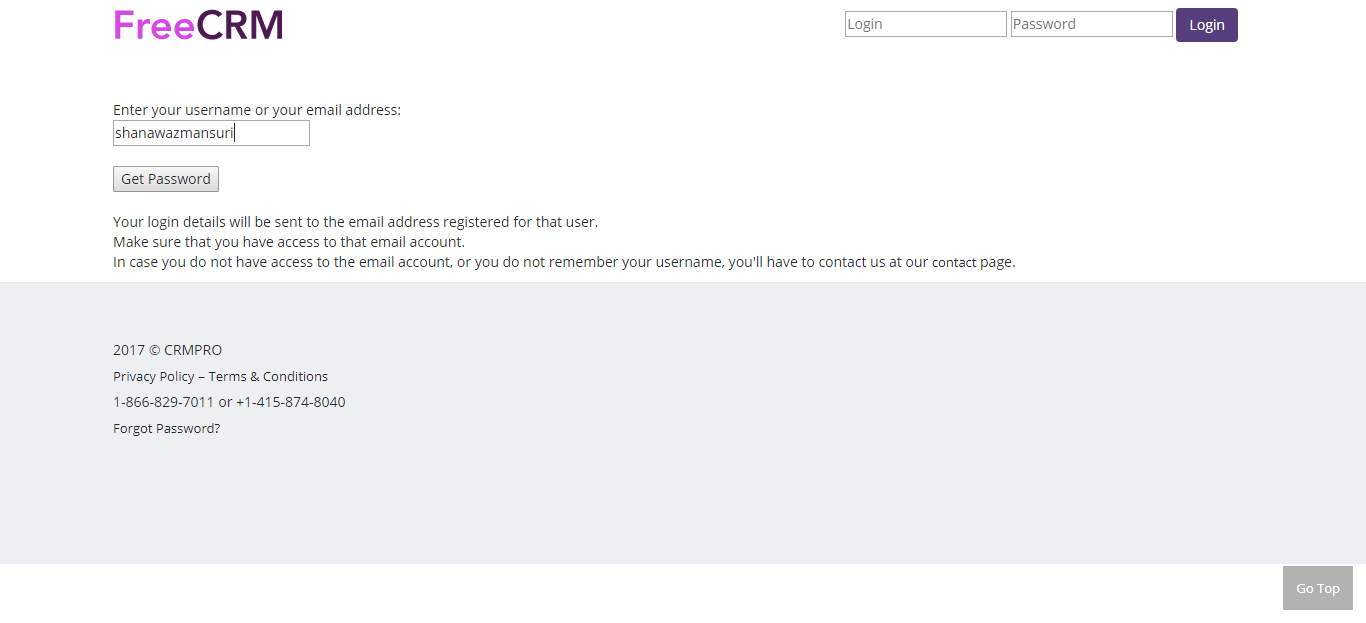 FreeCRM
Login Password Login
Enter your username or your email address:
shanawazmansuri
Get Password
Your login details will be sent to the email address registered for that user.
Make sure that you have access to that email account.
In case you do not have access to the email account, or you do not remember your username, you'll have to contact us at our contact page.
2017 © CRMPRO
Privacy Policy – Terms & Conditions
1-866-829-7011 or +1-415-874-8040
Forgot Password?
Go Top